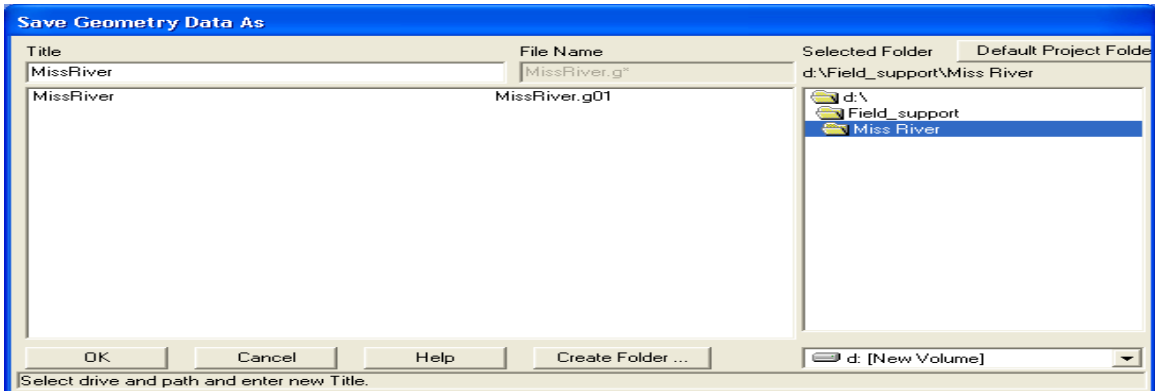 Save Geometry Data As
Title File Name Selected Folder Default Project Folde
MissRiver MissRiver.g* d:\Field_support\Miss River
MissRiver MissRiver.g01 d:\
Field_support
Miss River
OK Cancel Help Create Folder ... d: [New Volume]
Select drive and path and enter new Title.